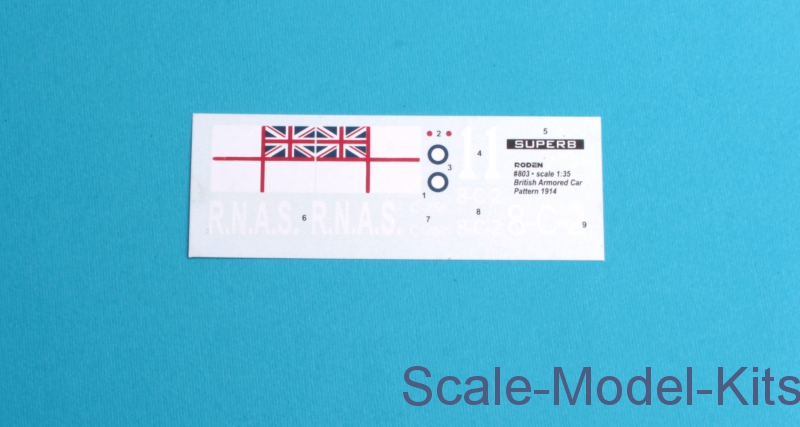 5
SUPERB
RODEN
#803 • scale 1:35
British Armored Car
Pattern 1914
2
11
4
3
1
R.N.A.S. R.N.A.S.
6
7
8
9
Scale-Model-Kits